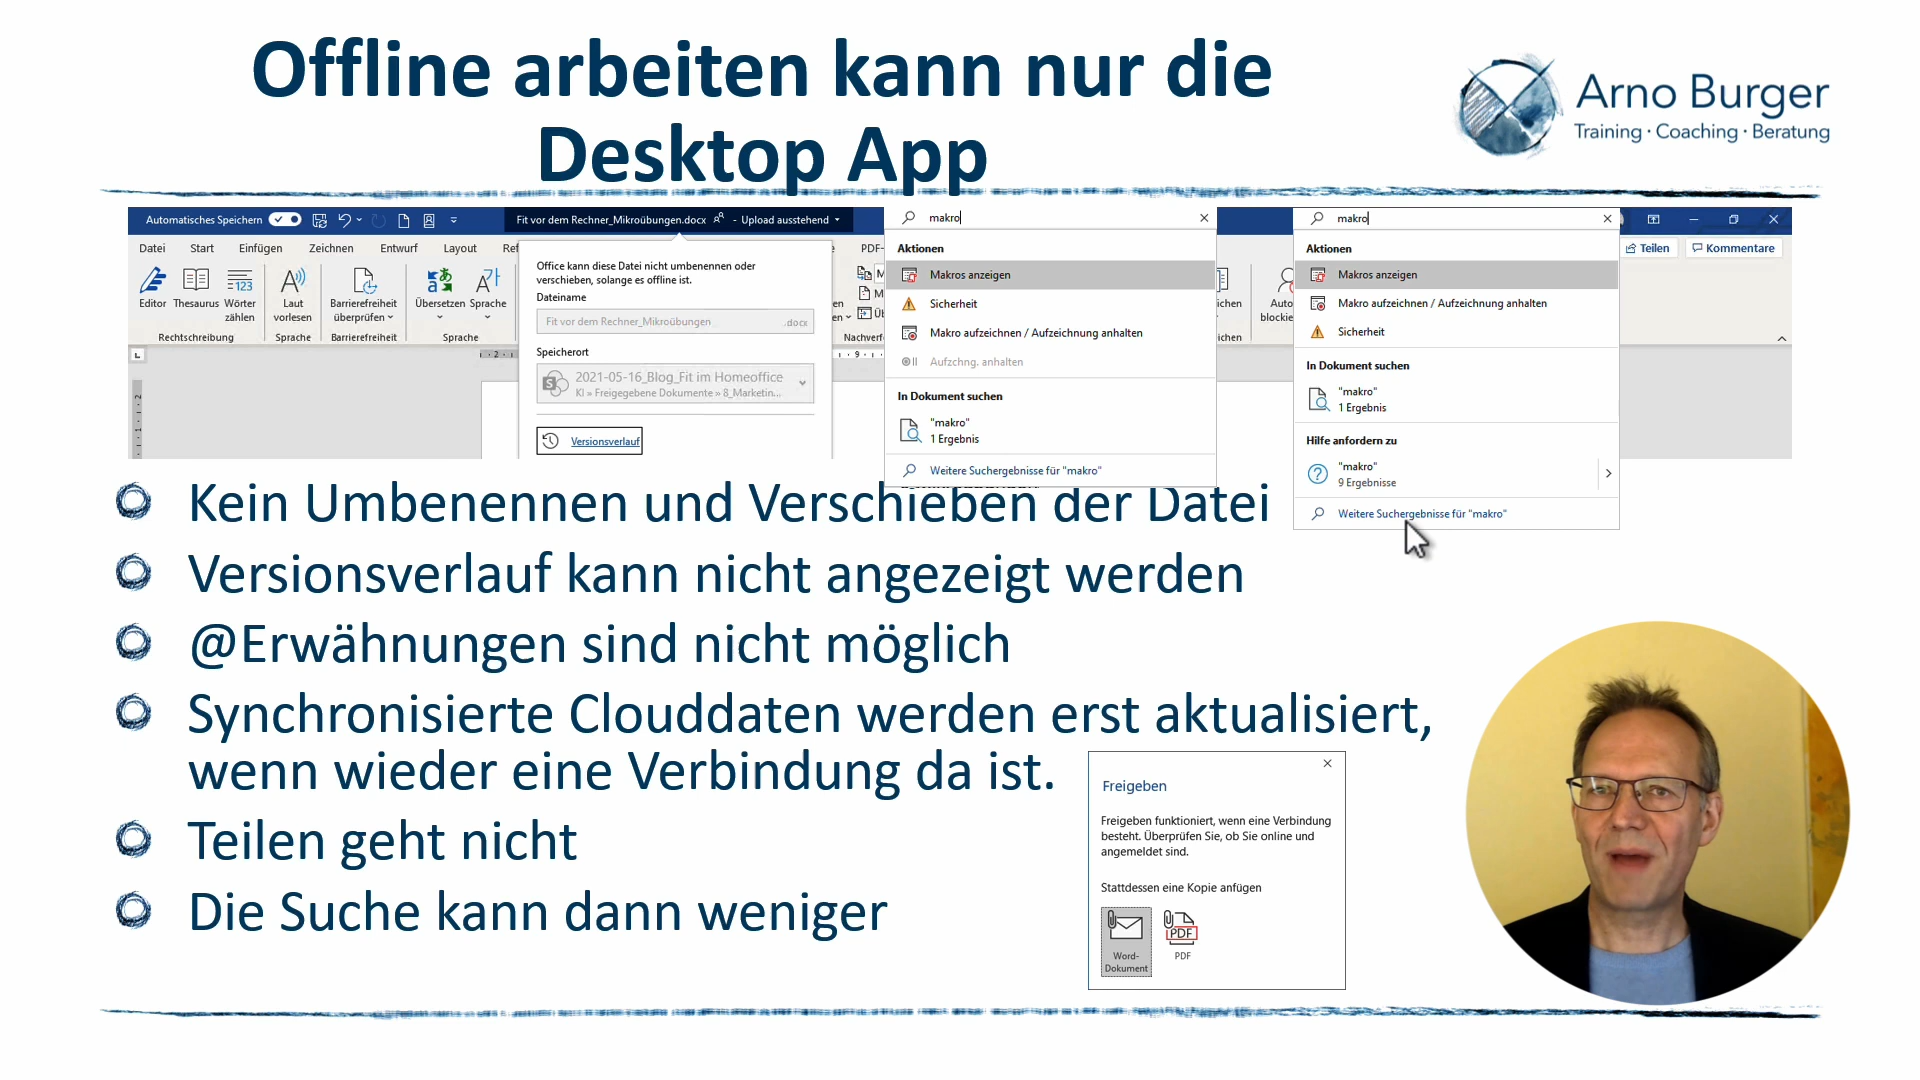 Offline arbeiten kann nur die
Desktop App
Arno Burger
Training · Coaching · Beratung
Automatisches Speichern
Fit vor dem Rechner_Mikroübungen.docx - Upload ausstehend
Datei Start Einfügen Zeichnen Entwurf Layout Ref
PDF-
Teilen Kommentare
Editor Thesaurus Wörter
zählen
Laut
vorlesen
Barrierefreiheit
überprüfen
Übersetzen Sprache
Rechtschreibung Sprache Barrierefreiheit Sprache
Office kann diese Datei nicht umbenennen oder
verschieben, solange es offline ist.
Dateiname
Fit vor dem Rechner_Mikroübungen .docx
Speicherort
2021-05-16_Blog_Fit im Homeoffice
KI » Freigegebene Dokumente » 8_Marketin...
Versionsverlauf
makro
Aktionen
Makros anzeigen
Sicherheit
Makro aufzeichnen / Aufzeichnung anhalten
Aufzchng. anhalten
In Dokument suchen
"makro"
1 Ergebnis
Weitere Suchergebnisse für "makro"
makro
Aktionen
Makros anzeigen
Makro aufzeichnen / Aufzeichnung anhalten
Sicherheit
In Dokument suchen
"makro"
1 Ergebnis
Hilfe anfordern zu
"makro"
9 Ergebnisse
Weitere Suchergebnisse für "makro"
Kein Umbenennen und Verschieben der Datei
Versionsverlauf kann nicht angezeigt werden
@Erwähnungen sind nicht möglich
Synchronisierte Clouddaten werden erst aktualisiert,
wenn wieder eine Verbindung da ist.
Teilen geht nicht
Die Suche kann dann weniger
Freigeben
Freigeben funktioniert, wenn eine Verbindung
besteht. Überprüfen Sie, ob Sie online und
angemeldet sind.
Stattdessen eine Kopie anfügen
Word-
Dokument
PDF
PDF